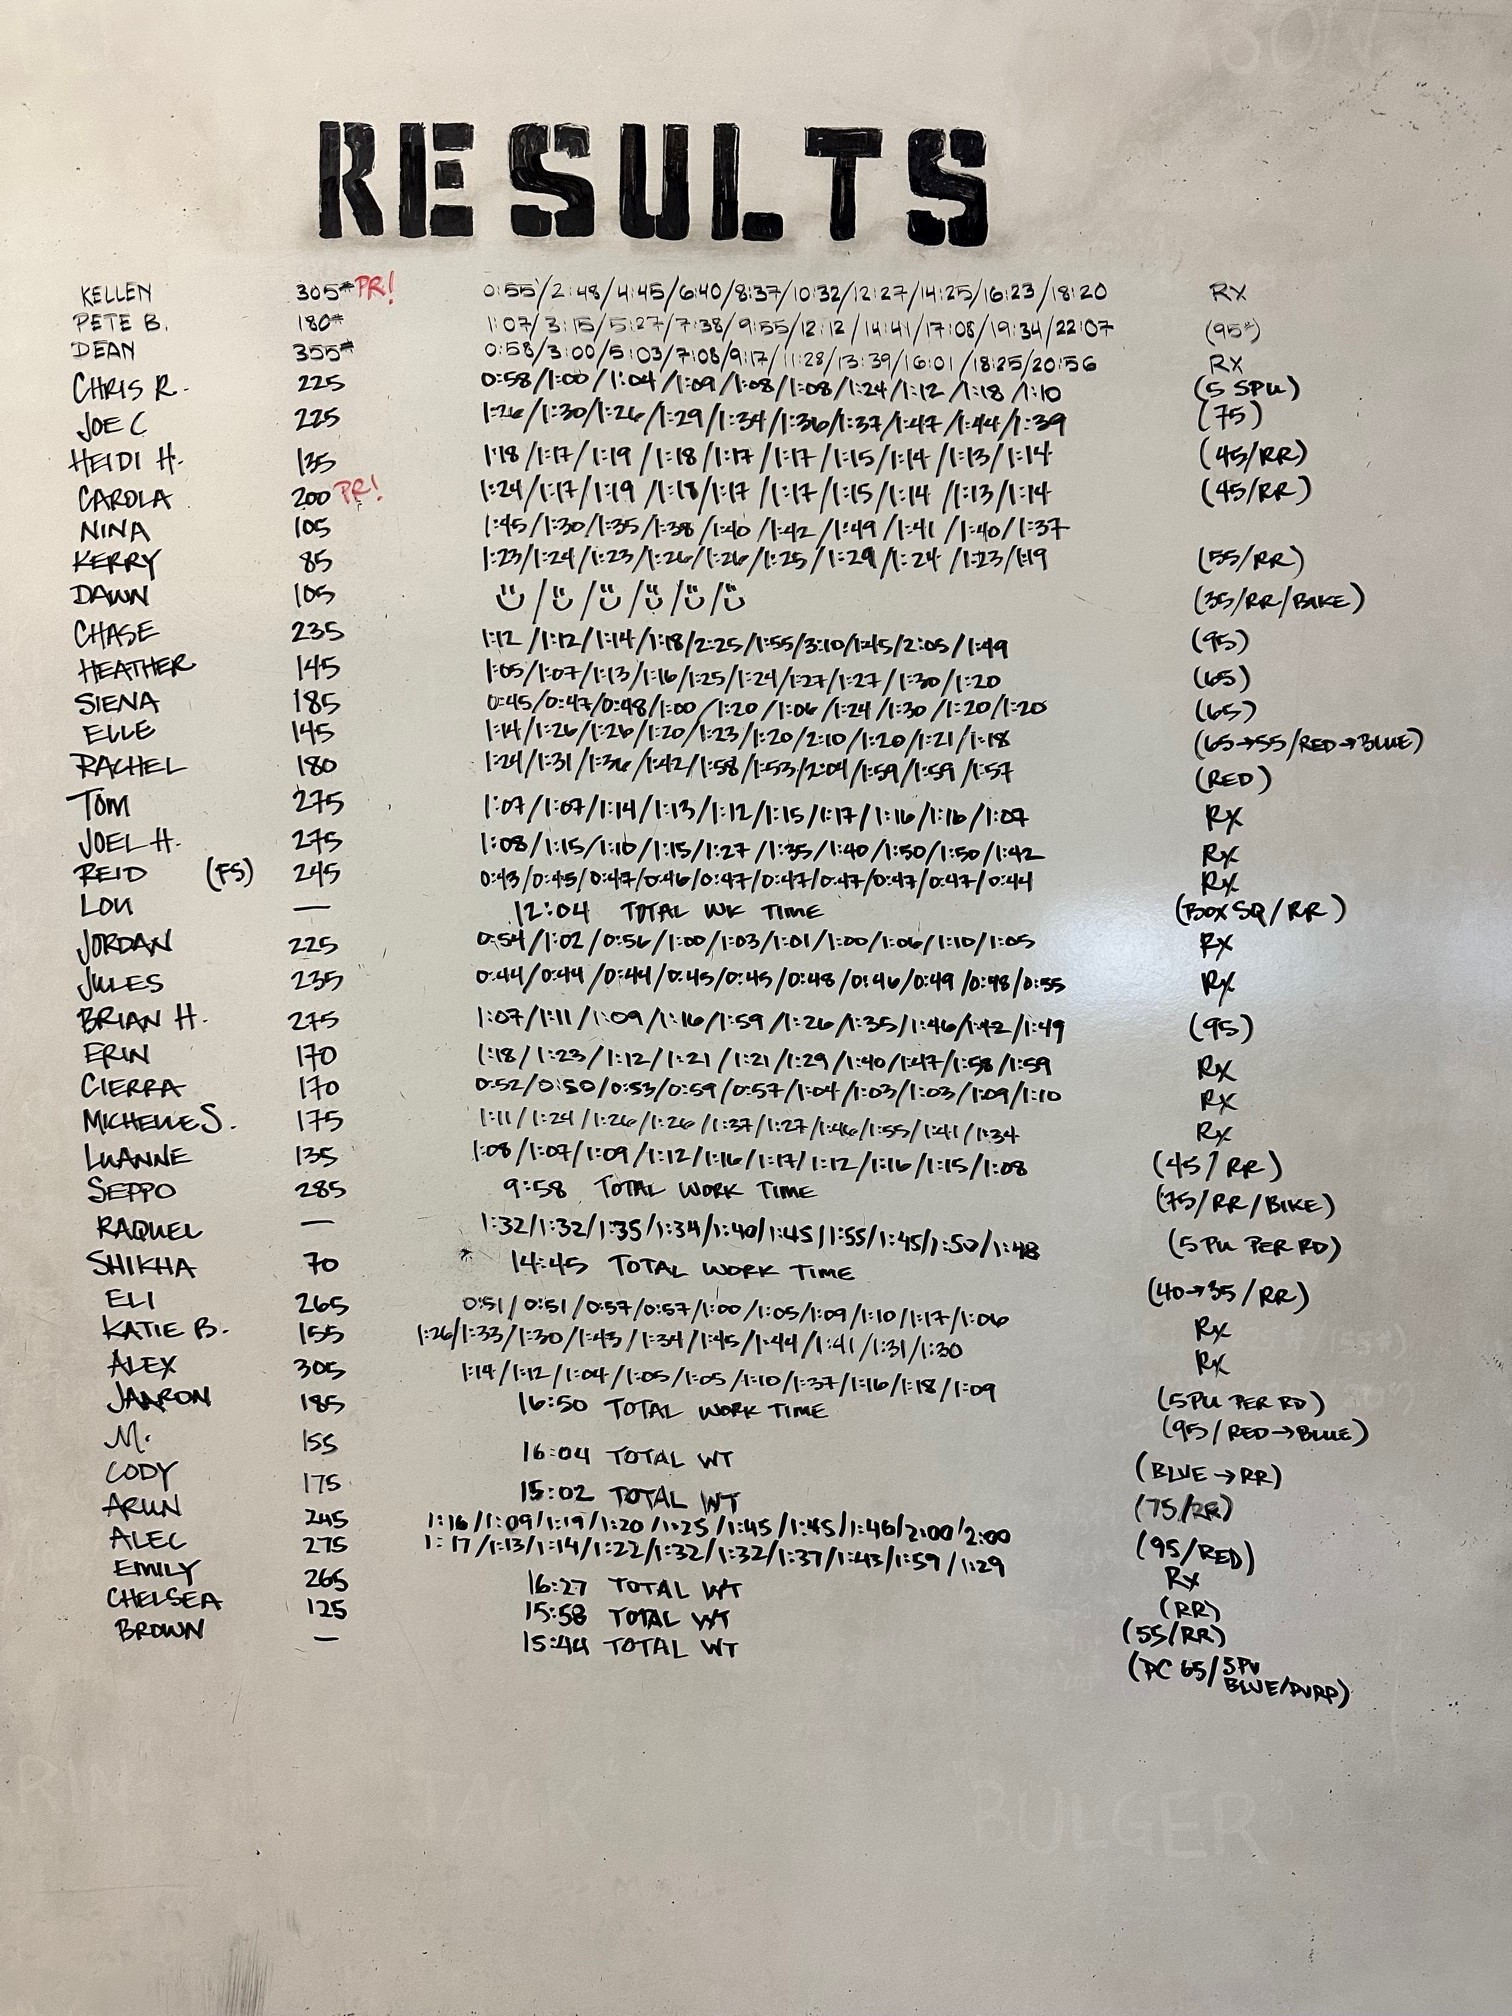 RESULTS
KELLEN 305# PR! 0:55/2:48/4:45/6:40/8:37/10:32/12:27/14:25/16:23/18:20 RX
PETE B. 180# 1:07/3:15/5:27/7:38/9:55/12:12/14:41/17:08/19:34/22:07 (95#)
DEAN 355# 0:58/3:00/5:03/7:08/9:17/11:28/13:39/16:01/18:25/20:56 RX
CHRIS R. 225 0:58/1:00/1:04/1:09/1:08/1:08/1:24/1:12/1:18/1:10 (5 SPU)
JOE C 225 1:26/1:30/1:26/1:29/1:34/1:36/1:37/1:47/1:44/1:39 (75)
HEIDI H. 135 1:18/1:17/1:19/1:18/1:17/1:17/1:15/1:14/1:13/1:14 (45/RR)
CAROLA 200 PR! 1:24/1:17/1:19/1:18/1:17/1:17/1:15/1:14/1:13/1:14 (45/RR)
NINA 105 1:45/1:30/1:35/1:38/1:40/1:42/1:49/1:41/1:40/1:37
KERRY 85 1:23/1:24/1:23/1:26/1:26/1:25/1:29/1:24/1:23/1:19 (55/RR)
DAWN 105 (35/RR/BIKE)
CHASE 235 1:12/1:12/1:14/1:18/2:25/1:55/3:10/1:45/2:05/1:49 (95)
HEATHER 145 1:05/1:07/1:13/1:16/1:25/1:24/1:27/1:27/1:30/1:20 (65)
SIENA 185 0:45/0:47/0:48/1:00/1:20/1:06/1:24/1:30/1:20/1:20 (65)
ELLE 145 1:14/1:26/1:26/1:20/1:23/1:20/2:10/1:20/1:21/1:18 (65→55/RED→BLUE)
RACHEL 180 1:24/1:31/1:36/1:42/1:58/1:53/2:04/1:59/1:59/1:57 (RED)
TOM 275 1:07/1:07/1:14/1:13/1:12/1:15/1:17/1:16/1:16/1:07 RX
JOEL H. 275 1:08/1:15/1:10/1:15/1:27/1:35/1:40/1:50/1:50/1:42 RX
REID (FS) 245 0:43/0:45/0:47/0:46/0:47/0:47/0:47/0:47/0:47/0:44 RX
LOU — 12:04 TOTAL WK TIME (BOX SQ/RR)
JORDAN 225 0:54/1:02/0:56/1:00/1:03/1:01/1:00/1:06/1:10/1:05 RX
JULES 235 0:44/0:44/0:44/0:45/0:45/0:48/0:46/0:49/0:48/0:55 RX
BRIAN H. 275 1:07/1:11/1:09/1:16/1:59/1:26/1:35/1:46/1:42/1:49 (95)
ERIN 170 1:18/1:23/1:12/1:21/1:21/1:29/1:40/1:47/1:58/1:59 RX
CIERRA 170 0:52/0:50/0:53/0:59/0:57/1:04/1:03/1:03/1:09/1:10 RX
MICHELLE S. 175 1:11/1:24/1:26/1:26/1:37/1:27/1:46/1:55/1:41/1:34 RX
LUANNE 135 1:08/1:07/1:09/1:12/1:16/1:17/1:12/1:16/1:15/1:08 (45/RR)
SEPPO 285 9:58 TOTAL WORK TIME (75/RR/BIKE)
RAQUEL — 1:32/1:32/1:35/1:34/1:40/1:45/1:55/1:45/1:50/1:48 (5 PU PER RD)
SHIKHA 70 * 14:45 TOTAL WORK TIME (40→35/RR)
ELI 265 0:51/0:51/0:57/0:57/1:00/1:05/1:09/1:10/1:17/1:06 RX
KATIE B. 155 1:26/1:33/1:30/1:43/1:34/1:45/1:44/1:41/1:31/1:30 RX
ALEX 305 1:14/1:12/1:04/1:05/1:05/1:10/1:37/1:16/1:18/1:09 (5PU PER RD)
JAARON 185 16:50 TOTAL WORK TIME (95/RED→BLUE)
M. 155 16:04 TOTAL WT (BLUE→RR)
CODY 175 15:02 TOTAL WT (75/RR)
ARUN 245 1:16/1:09/1:19/1:20/1:25/1:45/1:45/1:46/2:00/2:00 (95/RED)
ALEC 275 1:17/1:13/1:14/1:22/1:32/1:32/1:37/1:43/1:59/1:29 RX
EMILY 265 16:27 TOTAL WT (RR)
CHELSEA 125 15:58 TOTAL WT (55/RR)
BROWN — 15:44 TOTAL WT (PC 65/5PU BLUE/PURP)
JACK "BULGER"